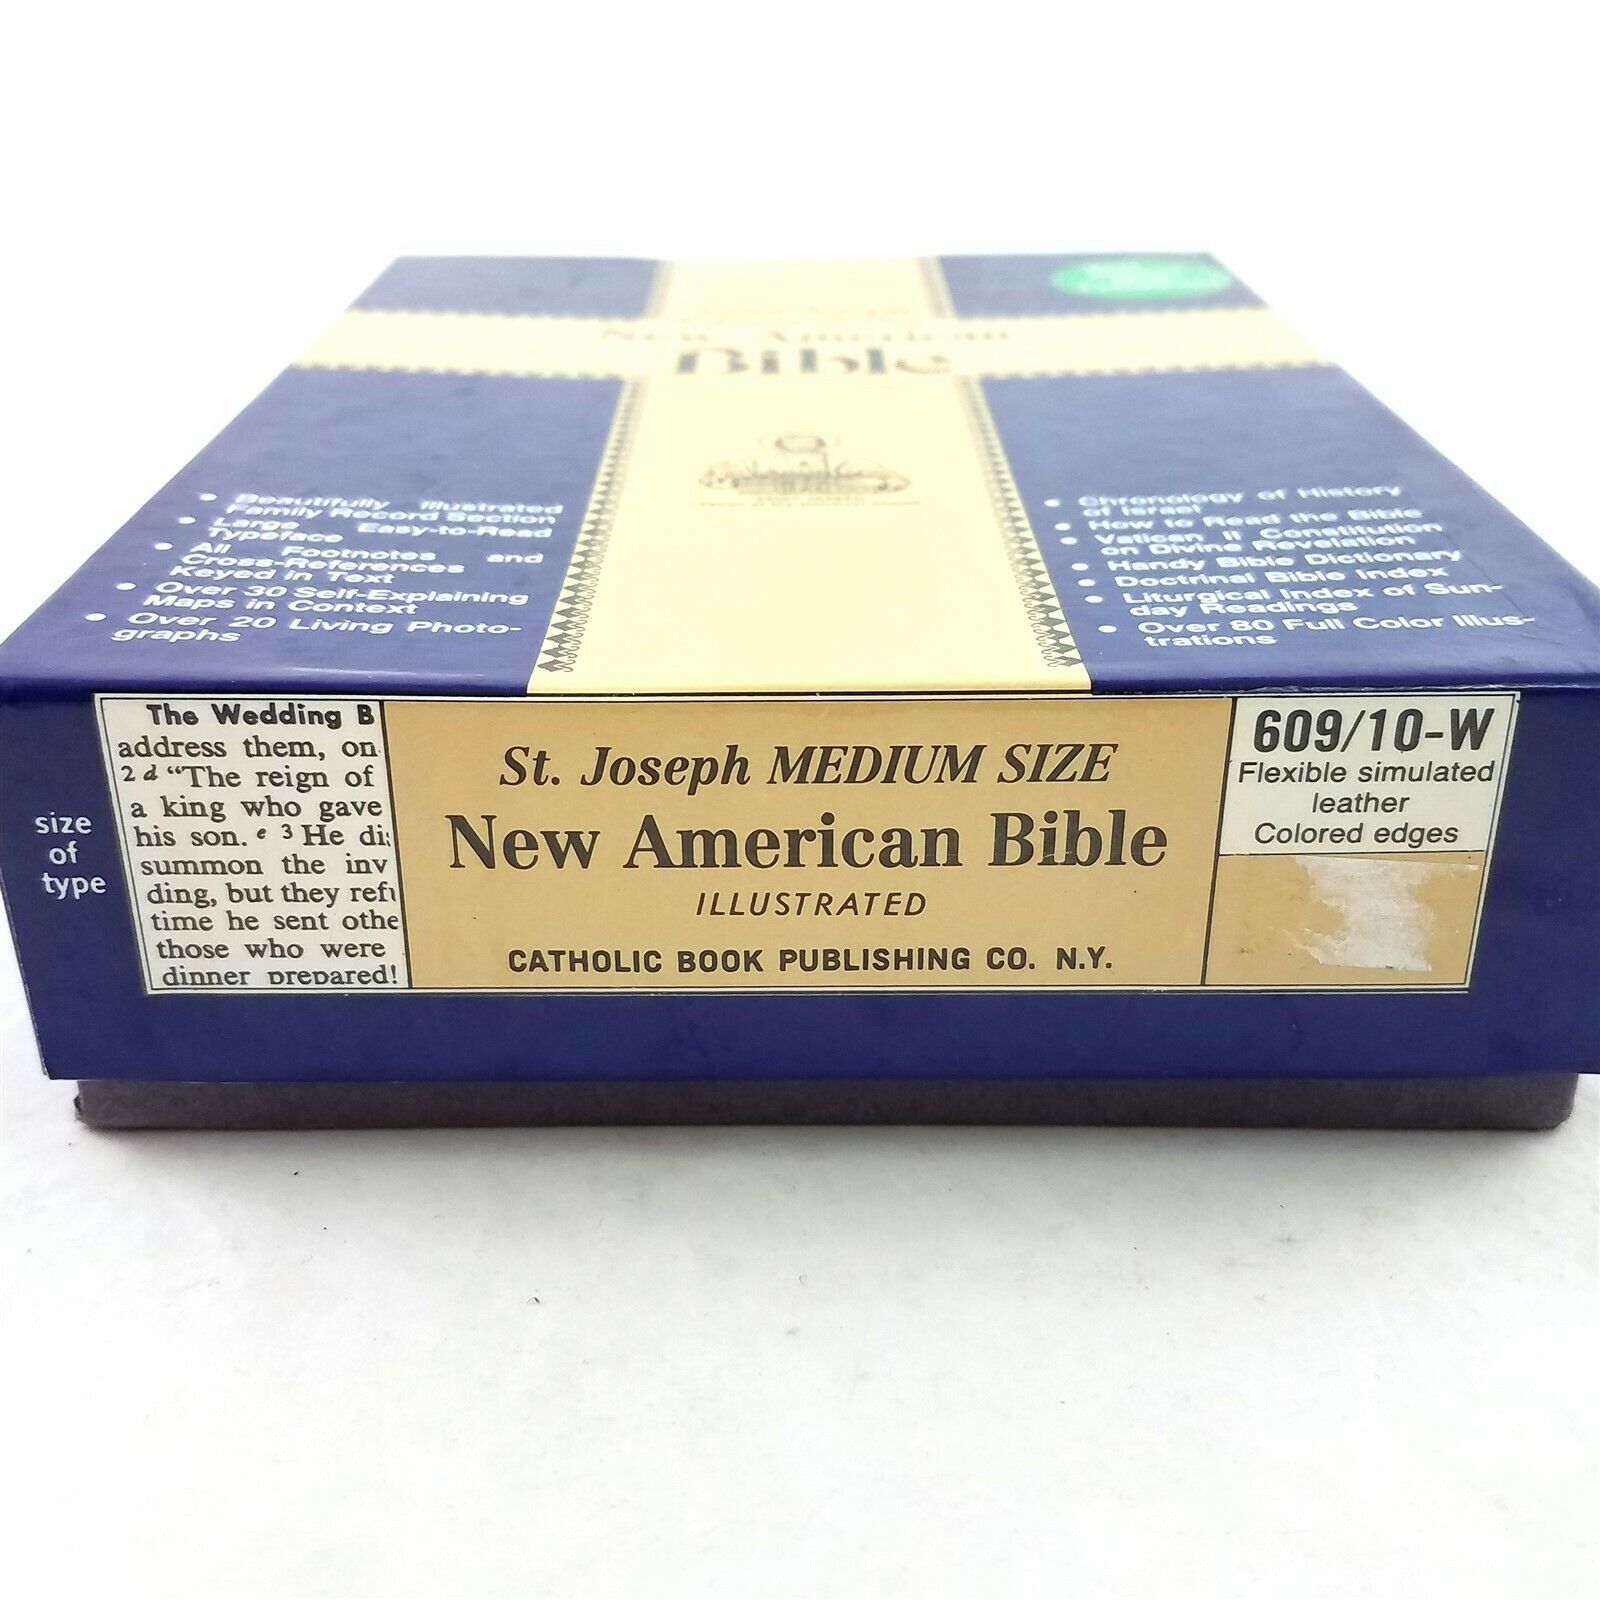 New American
Bible
• Beautifully Illustrated
Family Record Section
• Large Easy-to-Read
Typeface
• All Footnotes and
Cross-References
Keyed in Text
• Over 30 Self-Explaining
Maps in Context
• Over 20 Living Photo-
graphs
• Chronology of History
of Israel
• How to Read the Bible
• Vatican II Constitution
on Divine Revelation
• Handy Bible Dictionary
• Doctrinal Bible Index
• Liturgical Index of Sun-
day Readings
• Over 80 Full Color Illus-
trations
size
of
type
The Wedding B
address them, on
2 d “The reign of
a king who gave
his son. e 3 He di
summon the inv
ding, but they ref
time he sent othe
those who were
dinner prepared!
St. Joseph MEDIUM SIZE
New American Bible
ILLUSTRATED
CATHOLIC BOOK PUBLISHING CO. N.Y.
609/10-W
Flexible simulated
leather
Colored edges